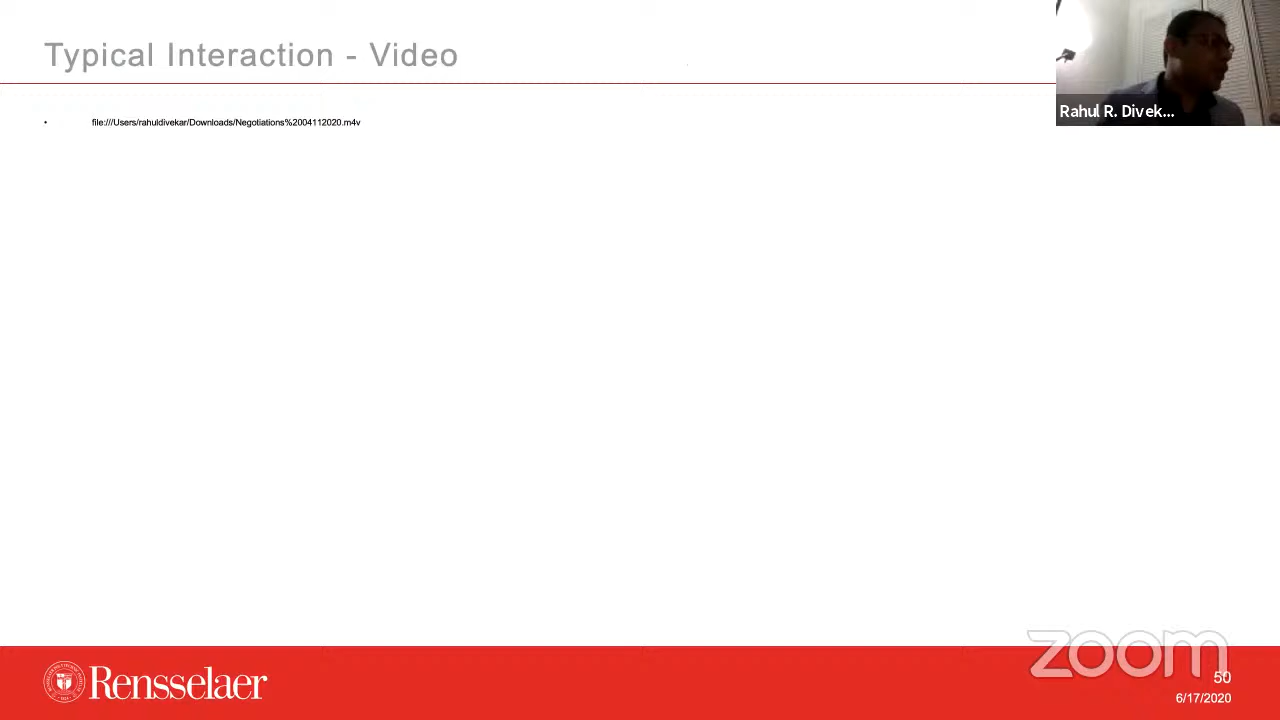 Typical Interaction - Video
Rahul R. Divek...
• file:///Users/rahuldivekar/Downloads/Negotiations%2004112020.m4v
Rensselaer
zoom
50
6/17/2020